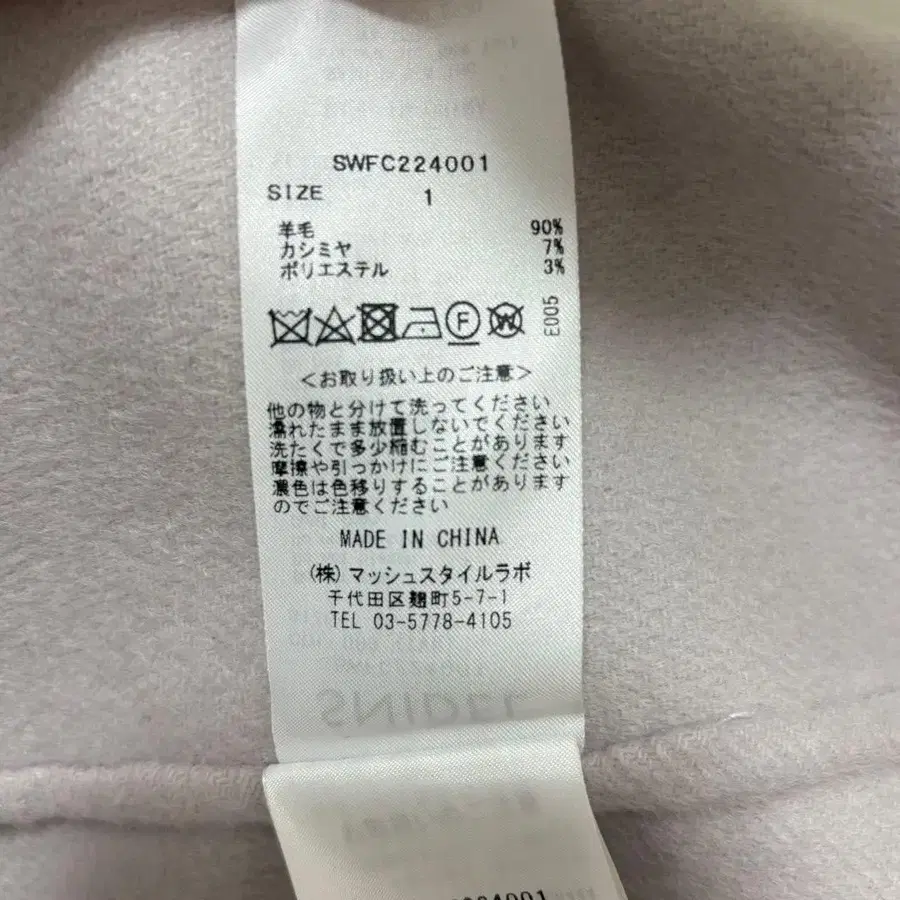 SWFC224001
SIZE 1
羊毛 90%
カシミヤ 7%
ポリエステル 3%
F W E005
<お取り扱い上のご注意>
他の物と分けて洗ってください
濡れたまま放置しないでください
洗たくで多少縮むことがあります
摩擦や引っかけにご注意ください
濃色は色移りすることがあります
のでご注意ください
MADE IN CHINA
(株)マッシュスタイルラボ
千代田区麹町5-7-1
TEL 03-5778-4105
SNIDEL